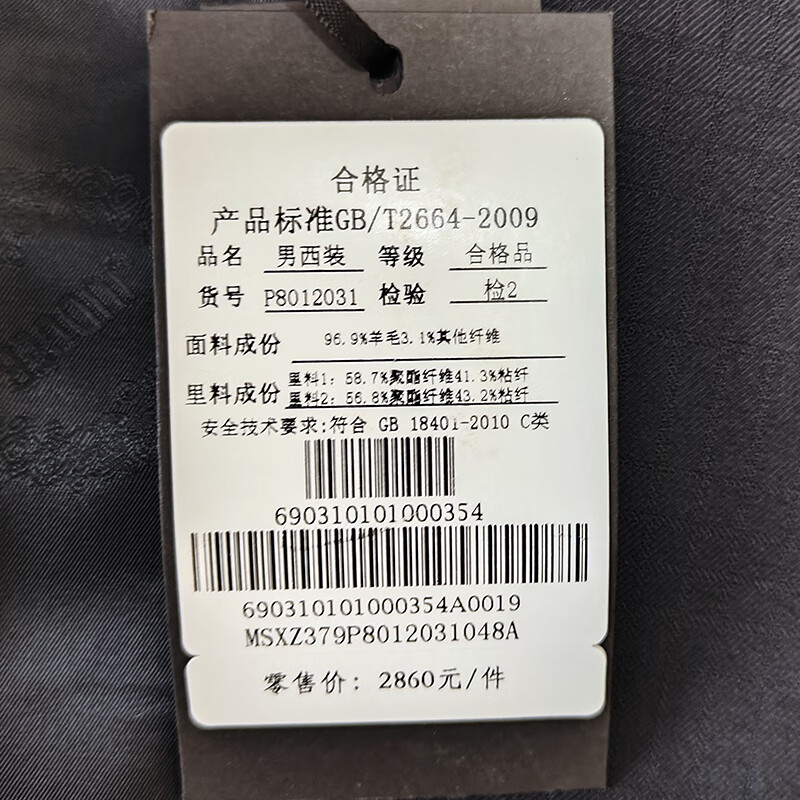 合格证
产品标准GB/T2664-2009
品名 男西装 等级 合格品
货号 P8012031 检验 检2
面料成份 96.9%羊毛3.1%其他纤维
里料成份 里料1: 58.7%聚酯纤维41.3%粘纤
里料2: 56.8%聚酯纤维43.2%粘纤
安全技术要求:符合 GB 18401-2010 C类
690310101000354
690310101000354A0019
MSXZ379P8012031048A
零售价: 2860元/件